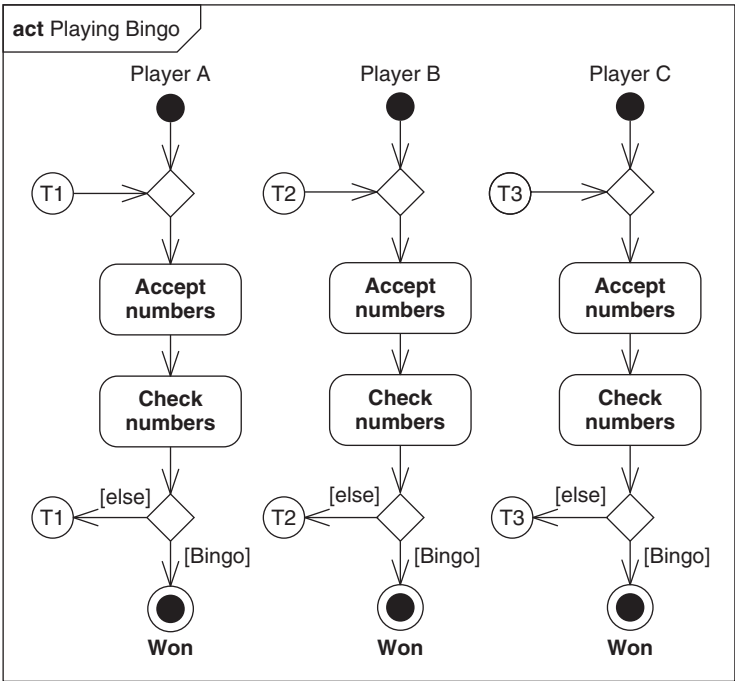 act Playing Bingo
Player A
Player B
Player C
T1
T2
T3
Accept
numbers
Accept
numbers
Accept
numbers
Check
numbers
Check
numbers
Check
numbers
[else]
[else]
[else]
T1
T2
T3
[Bingo]
[Bingo]
[Bingo]
Won
Won
Won